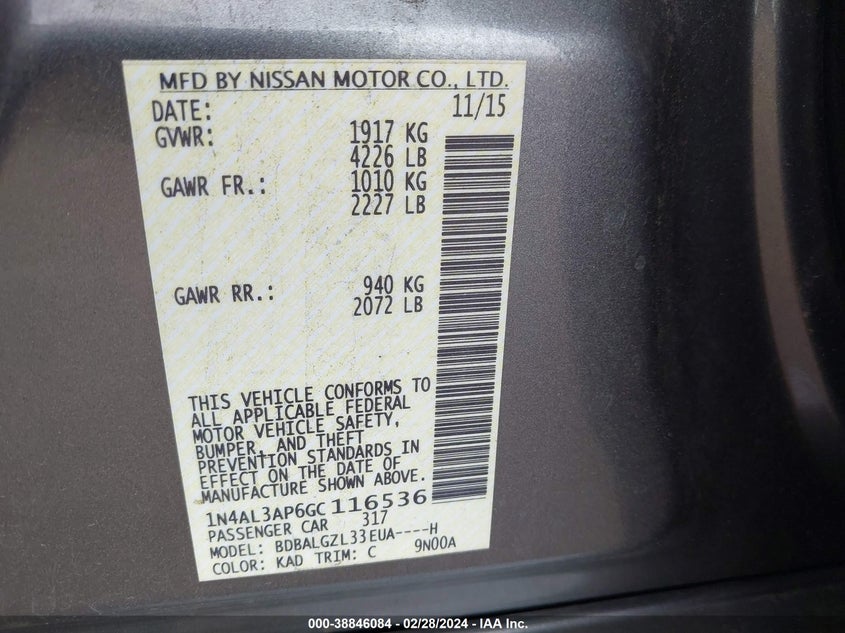 MFD BY NISSAN MOTOR CO., LTD.
DATE: 11/15
GVWR: 1917 KG
4226 LB
GAWR FR.: 1010 KG
2227 LB
GAWR RR.: 940 KG
2072 LB
THIS VEHICLE CONFORMS TO
ALL APPLICABLE FEDERAL
MOTOR VEHICLE SAFETY,
BUMPER, AND THEFT
PREVENTION STANDARDS IN
EFFECT ON THE DATE OF
MANUFACTURE SHOWN ABOVE.
1N4AL3AP6GC116536
PASSENGER CAR 317
MODEL: BDBALGZL33EUA----H
COLOR: KAD TRIM: C 9N00A
000-38846084 / 02/28/2024 — IAA Inc.